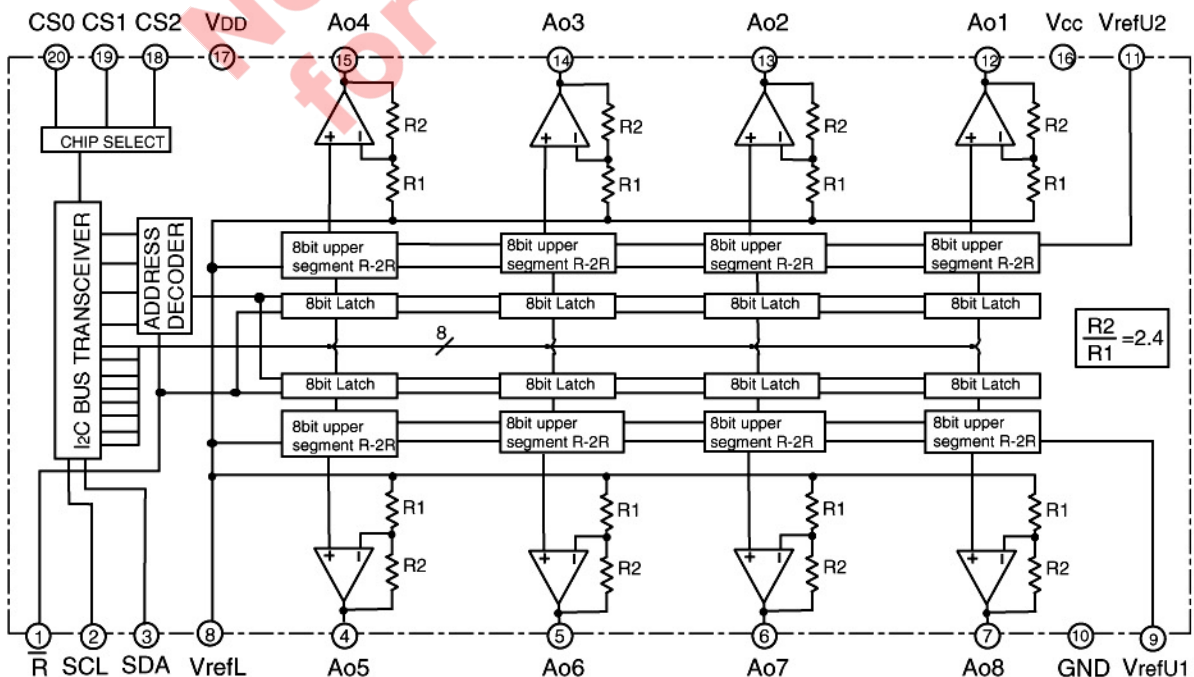 CS0 CS1 CS2 VDD Ao4 Ao3 Ao2 Ao1 Vcc VrefU2
20 19 18 17 15 14 13 12 16 11
for
CHIP SELECT
+ R2 + R2 + R2 + R2
R1 R1 R1 R1
I2C BUS TRANSCEIVER
ADDRESS
DECODER
8bit upper
segment R-2R
8bit upper
segment R-2R
8bit upper
segment R-2R
8bit upper
segment R-2R
8bit Latch 8bit Latch 8bit Latch 8bit Latch
8
R2
R1
=2.4
8bit Latch 8bit Latch 8bit Latch 8bit Latch
8bit upper
segment R-2R
8bit upper
segment R-2R
8bit upper
segment R-2R
8bit upper
segment R-2R
R1 R1 R1 R1
+ R2 + R2 + R2 + R2
1 2 3 8 4 5 6 7 10 9
R SCL SDA VrefL Ao5 Ao6 Ao7 Ao8 GND VrefU1